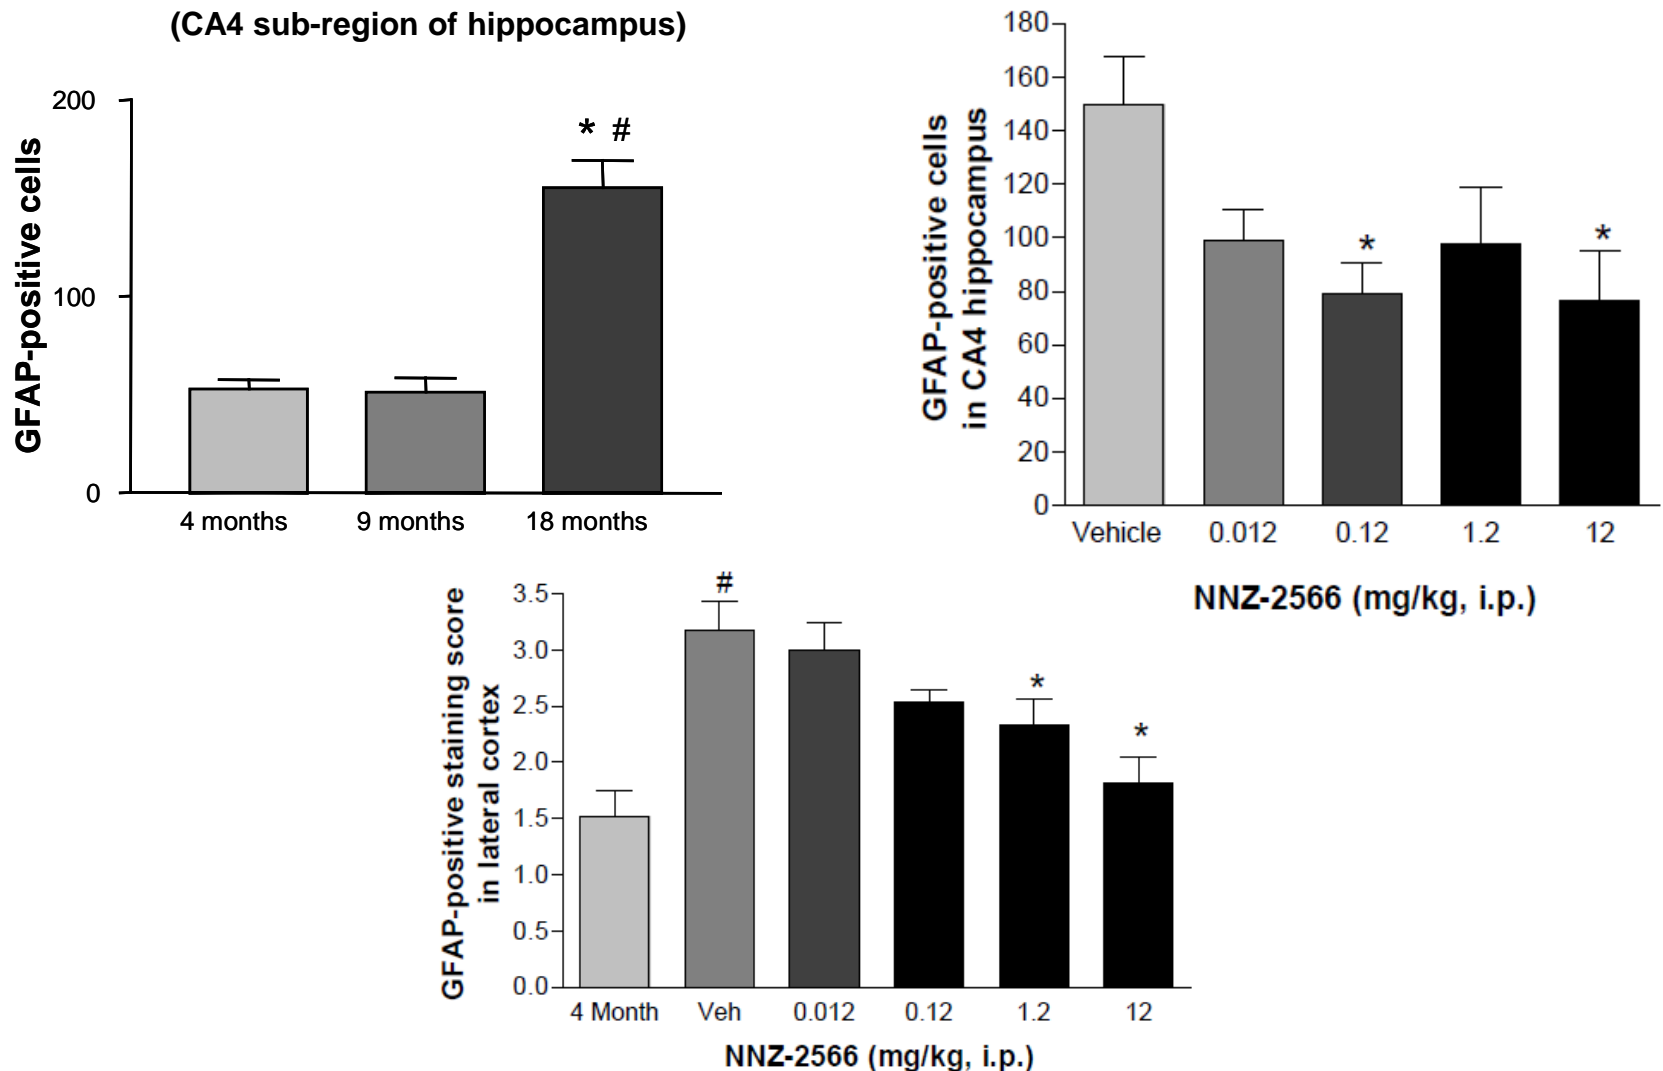 (CA4 sub-region of hippocampus)
GFAP-positive cells
200
100
0
* #
4 months
9 months
18 months
GFAP-positive cells
in CA4 hippocampus
180
160
140
120
100
80
60
40
20
0
*
*
Vehicle
0.012
0.12
1.2
12
NNZ-2566 (mg/kg, i.p.)
GFAP-positive staining score
in lateral cortex
3.5
3.0
2.5
2.0
1.5
1.0
0.5
0.0
#
*
*
4 Month
Veh
0.012
0.12
1.2
12
NNZ-2566 (mg/kg, i.p.)